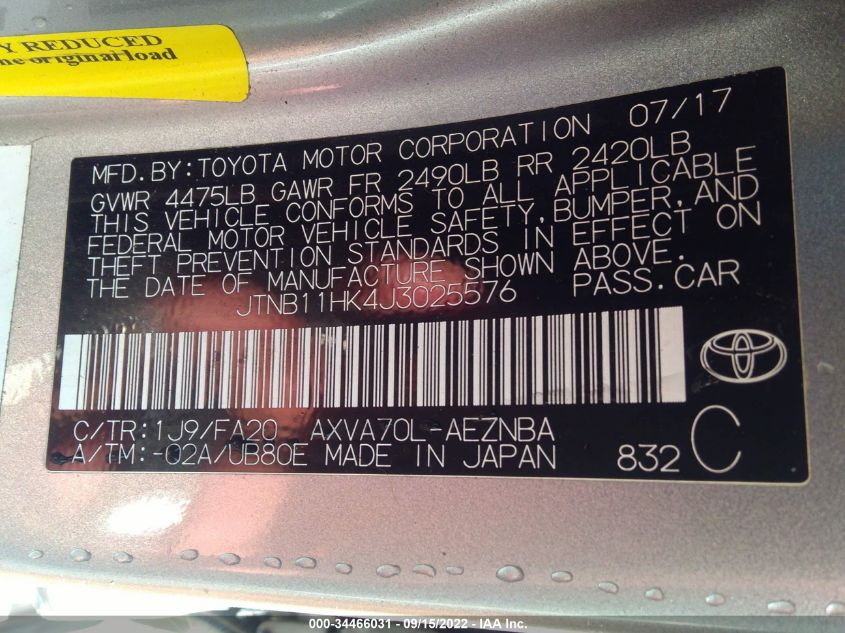 Y REDUCED
he original load
07/17
MFD.BY:TOYOTA MOTOR CORPORATION
GVWR 4475LB GAWR FR 2490LB RR 2420LB
THIS VEHICLE CONFORMS TO ALL APPLICABLE
FEDERAL MOTOR VEHICLE SAFETY,BUMPER,AND
THEFT PREVENTION STANDARDS IN EFFECT ON
THE DATE OF MANUFACTURE SHOWN ABOVE.
JTNB11HK4J3025576 PASS.CAR
C/TR:1J9/FA20 AXVA70L-AEZNBA
A/TM:-02A/UB80E MADE IN JAPAN 832 C
000-34466031 - 09/15/2022 - IAA Inc.